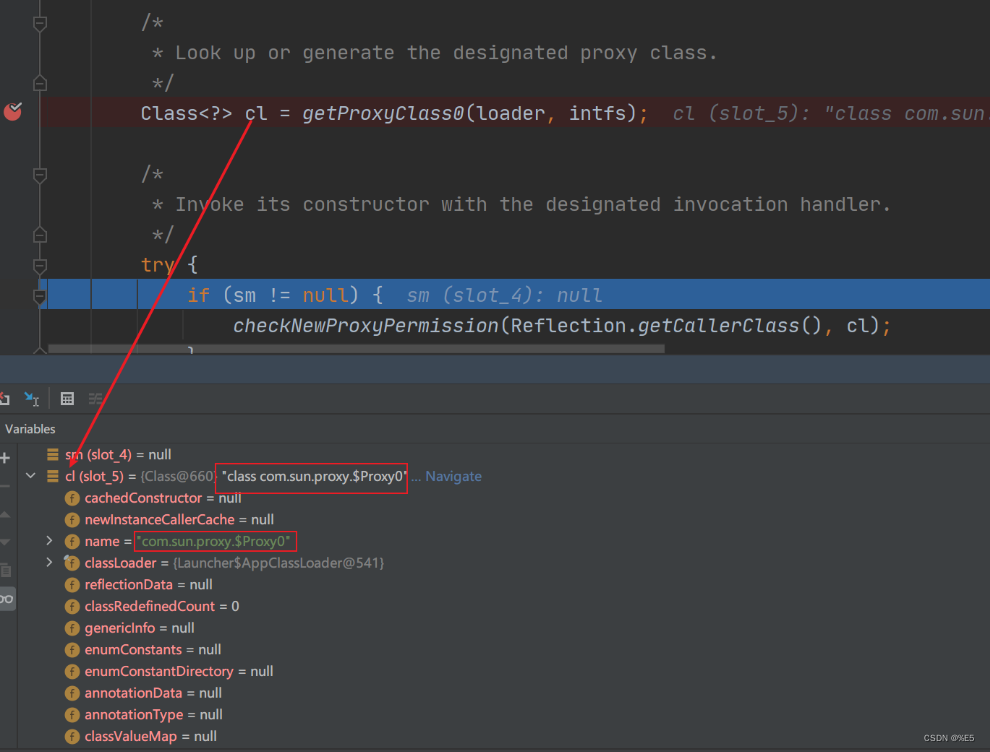 /*
* Look up or generate the designated proxy class.
*/
Class<?> cl = getProxyClass0(loader, intfs); cl (slot_5): "class com.sun.
/*
* Invoke its constructor with the designated invocation handler.
*/
try {
if (sm != null) { sm (slot_4): null
checkNewProxyPermission(Reflection.getCallerClass(), cl);
}
Variables
sm (slot_4) = null
cl (slot_5) = {Class@660} "class com.sun.proxy.$Proxy0" ... Navigate
cachedConstructor = null
newInstanceCallerCache = null
name = "com.sun.proxy.$Proxy0"
classLoader = {Launcher$AppClassLoader@541}
reflectionData = null
classRedefinedCount = 0
genericInfo = null
enumConstants = null
enumConstantDirectory = null
annotationData = null
annotationType = null
classValueMap = null
CSDN @%E5